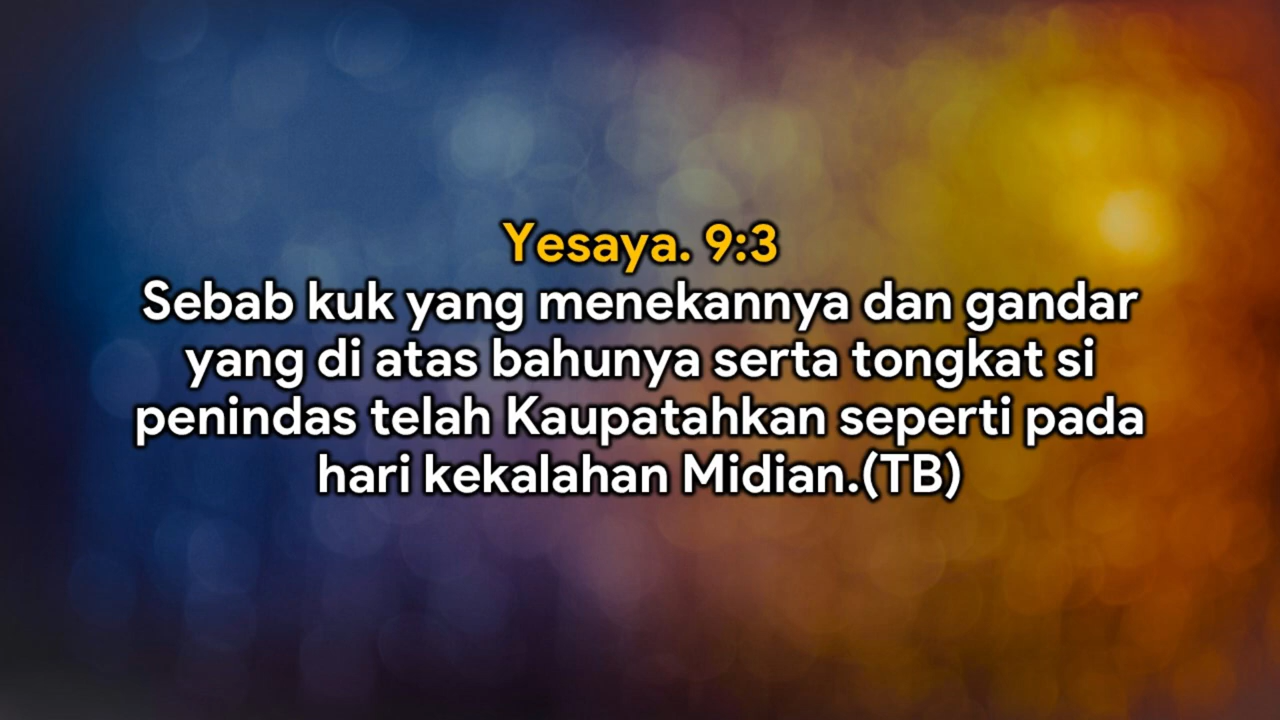 Yesaya. 9:3
Sebab kuk yang menekannya dan gandar
yang di atas bahunya serta tongkat si
penindas telah Kaupatahkan seperti pada
hari kekalahan Midian.(TB)